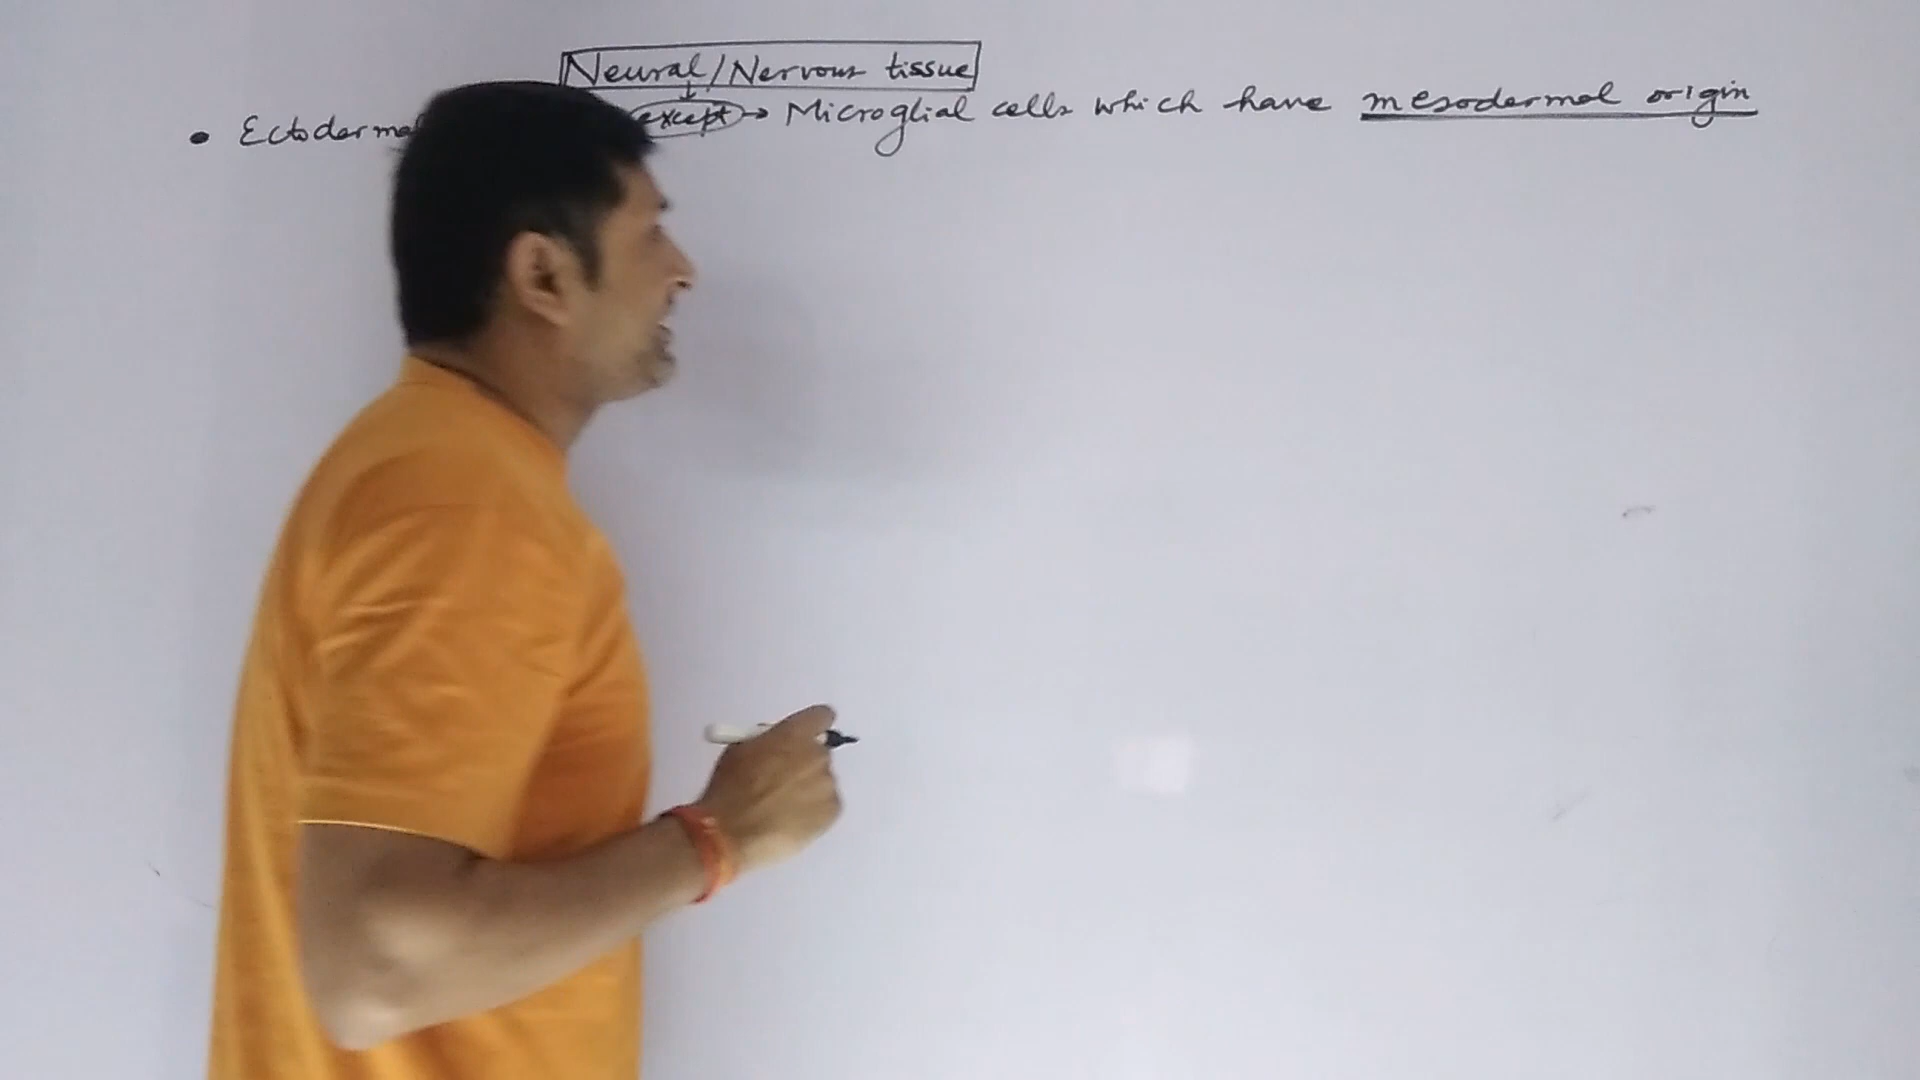 Neural/Nervous tissue
• Ectodermal except → Microglial cells which have mesodermal origin